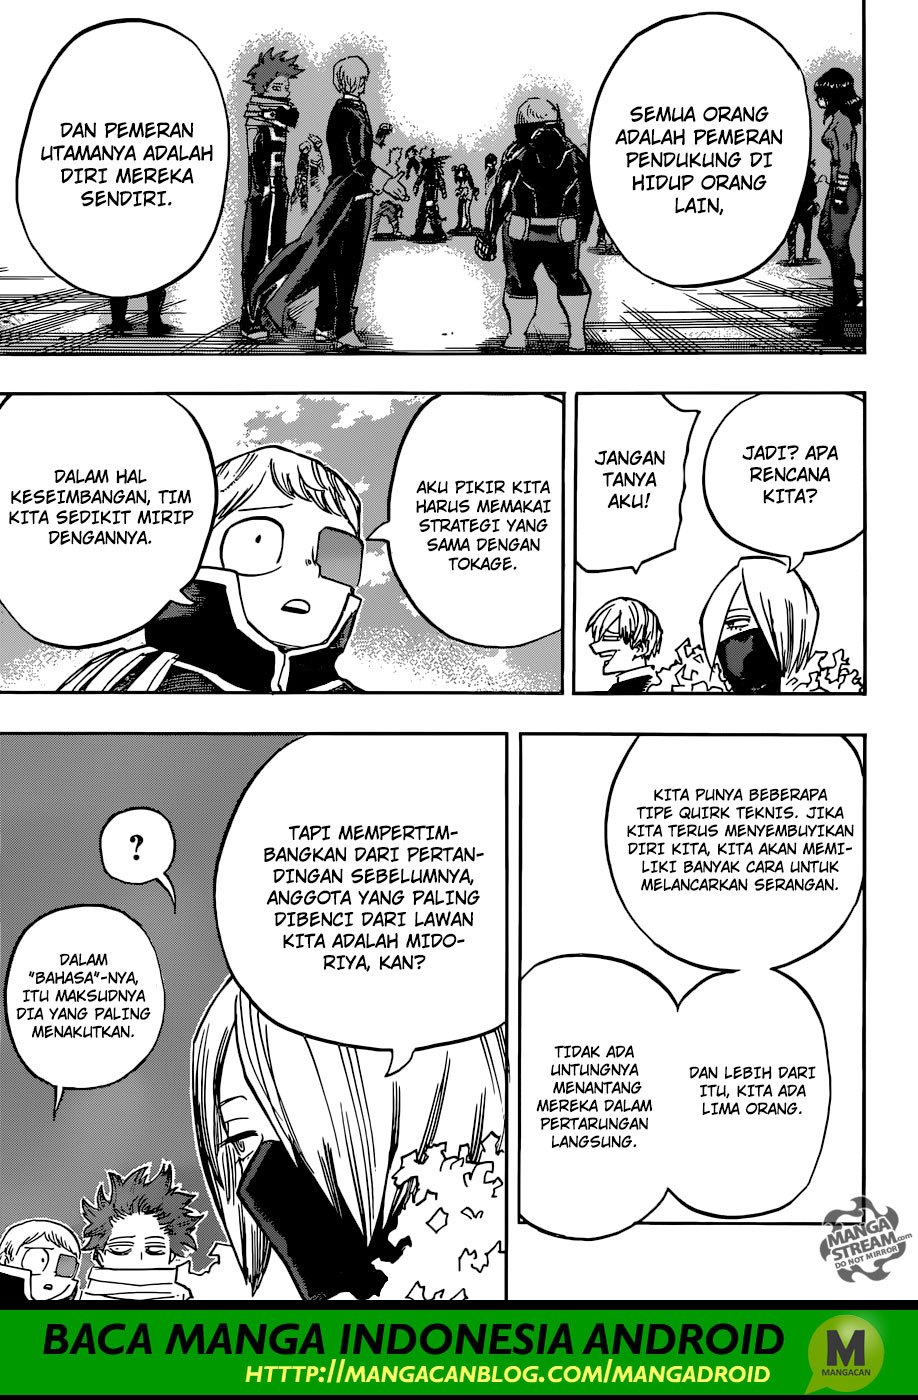 SEMUA ORANG
ADALAH PEMERAN
PENDUKUNG DI
HIDUP ORANG
LAIN,
DAN PEMERAN
UTAMANYA ADALAH
DIRI MEREKA
SENDIRI.
JADI? APA
RENCANA
KITA?
JANGAN
TANYA
AKU!
AKU PIKIR KITA
HARUS MEMAKAI
STRATEGI YANG
SAMA DENGAN
TOKAGE.
DALAM HAL
KESEIMBANGAN, TIM
KITA SEDIKIT MIRIP
DENGANNYA.
KITA PUNYA BEBERAPA
TIPE QUIRK TEKNIS. JIKA
KITA TERUS MENYEMBUYIKAN
DIRI KITA, KITA AKAN MEMI-
LIKI BANYAK CARA UNTUK
MELANCARKAN SERANGAN.
DAN LEBIH DARI
ITU, KITA ADA
LIMA ORANG.
TIDAK ADA
UNTUNGNYA
MENANTANG
MEREKA DALAM
PERTARUNGAN
LANGSUNG.
TAPI MEMPERTIM-
BANGKAN DARI PERTAN-
DINGAN SEBELUMNYA,
ANGGOTA YANG PALING
DIBENCI DARI LAWAN
KITA ADALAH MIDO-
RIYA, KAN?
?
DALAM
"BAHASA"-NYA,
ITU MAKSUDNYA
DIA YANG PALING
MENAKUTKAN.
MANGA
STREAM.com
DO NOT MIRROR
BACA MANGA INDONESIA ANDROID
HTTTP://MANGACANBLOG.COM/MANGADROID
M
MANGACAN